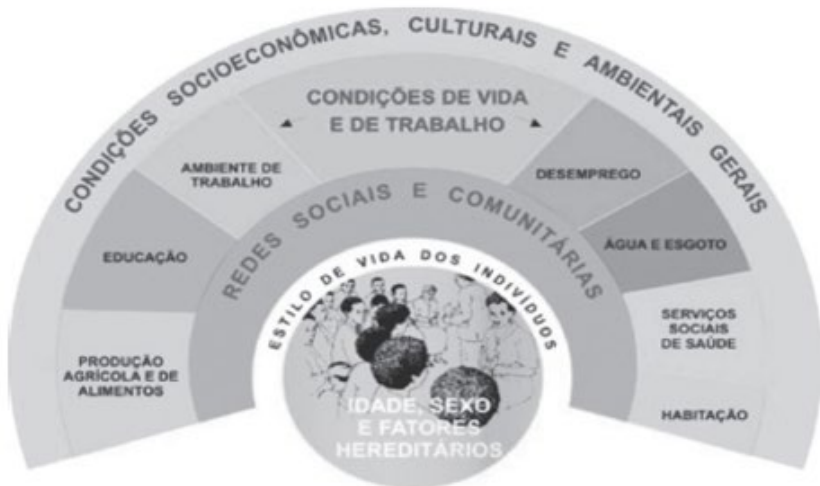 CONDIÇÕES SOCIOECONÔMICAS, CULTURAIS E AMBIENTAIS GERAIS
CONDIÇÕES DE VIDA
E DE TRABALHO
AMBIENTE DE
TRABALHO
DESEMPREGO
REDES SOCIAIS E COMUNITÁRIAS
EDUCAÇÃO
ÁGUA E ESGOTO
ESTILO DE VIDA DOS INDIVÍDUOS
PRODUÇÃO
AGRÍCOLA E DE
ALIMENTOS
SERVIÇOS
SOCIAIS
DE SAÚDE
HABITAÇÃO
IDADE, SEXO
E FATORES
HEREDITÁRIOS